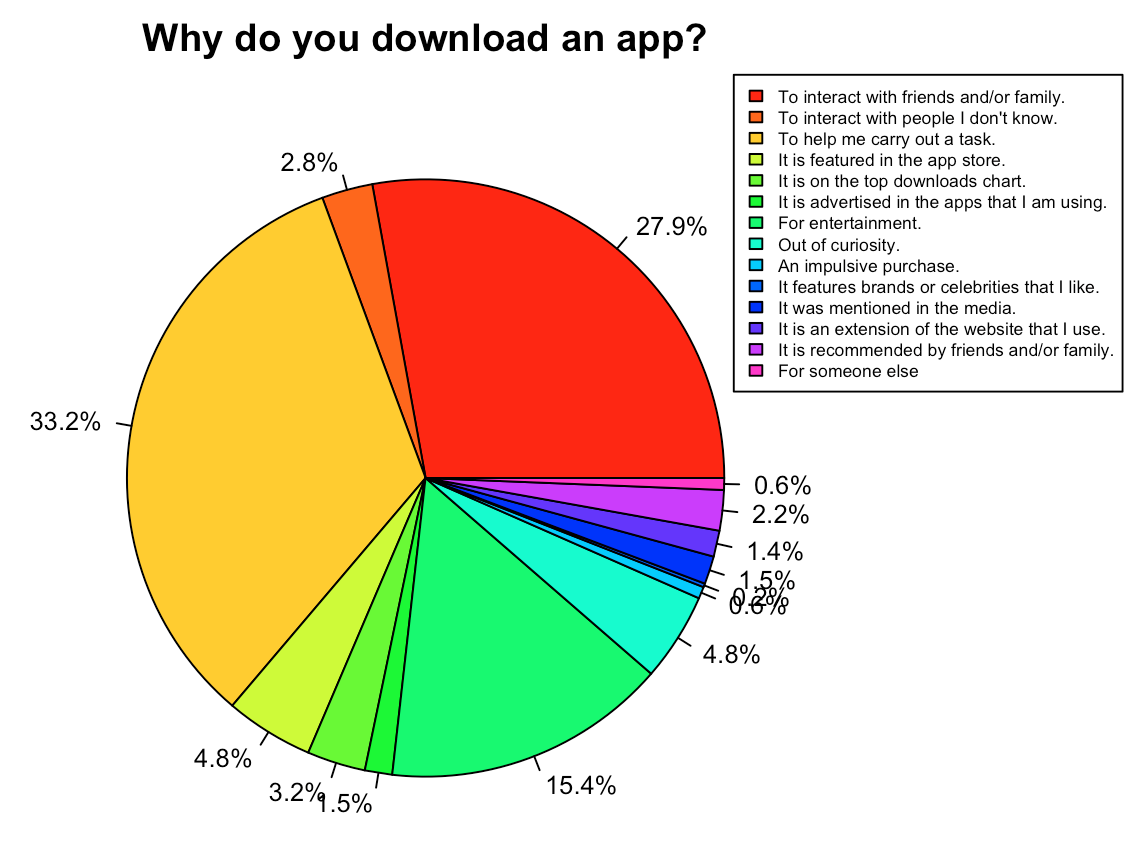 Why do you download an app?
To interact with friends and/or family.
To interact with people I don't know.
To help me carry out a task.
It is featured in the app store.
It is on the top downloads chart.
It is advertised in the apps that I am using.
For entertainment.
Out of curiosity.
An impulsive purchase.
It features brands or celebrities that I like.
It was mentioned in the media.
It is an extension of the website that I use.
It is recommended by friends and/or family.
For someone else
2.8%
27.9%
33.2%
0.6%
2.2%
1.4%
1.5%
0.2%
0.6%
4.8%
4.8%
3.2%
1.5%
15.4%